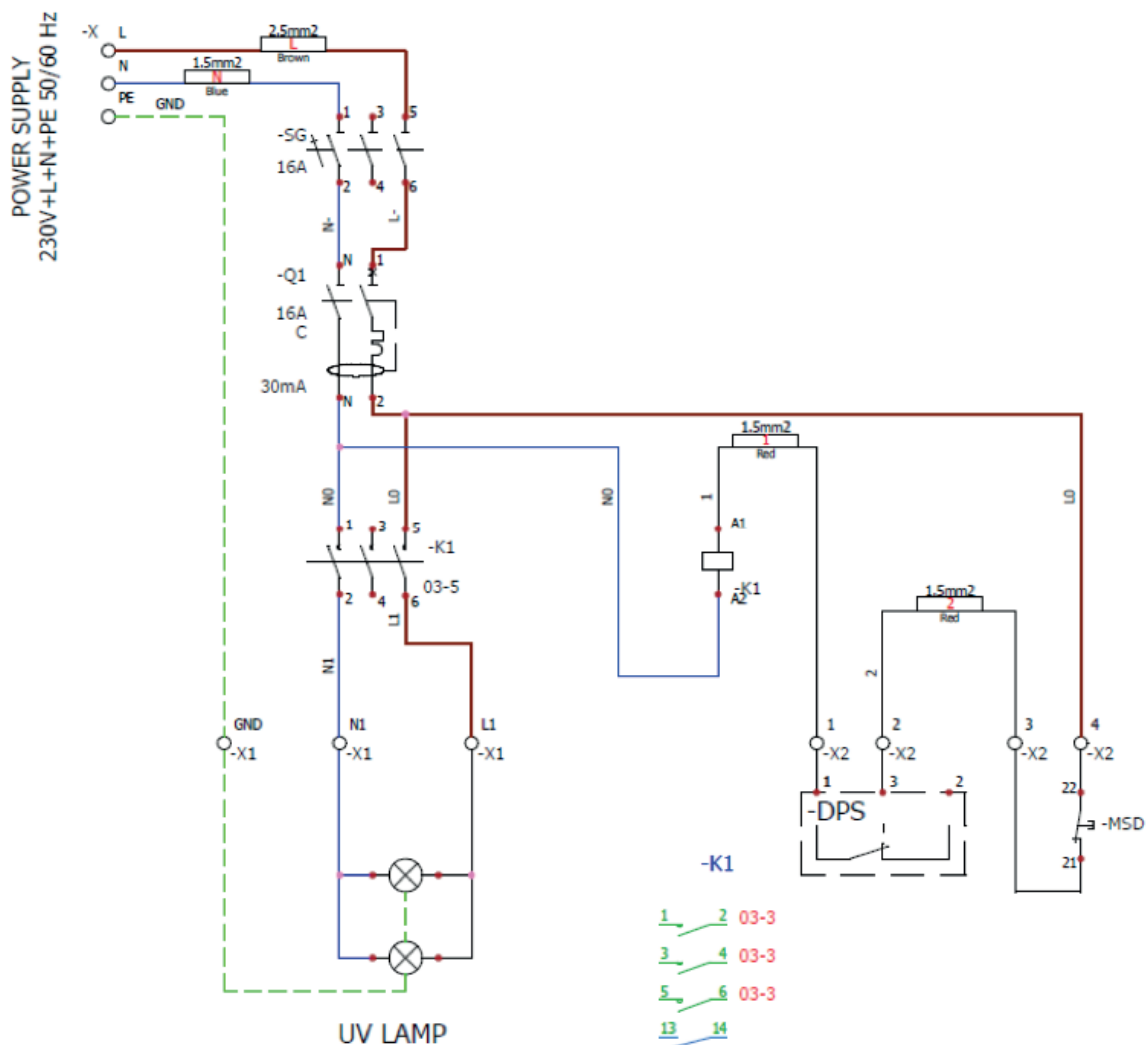 POWER SUPPLY
230V+L+N+PE 50/60 Hz
-X L
2.5mm2
L
Brown
N
1.5mm2
N
Blue
PE
GND
1 3 5
-SG
16A
2 4 6
N-
L-
N 1
-Q1
16A
C
30mA
N 2
1.5mm2
1
Red
N0
L0
N0
1
L0
1 3 5
-K1
03-5
2 4 6
A1
-K1
A2
L1
N1
1.5mm2
2
Red
2
GND
-X1
N1
-X1
L1
-X1
1
-X2
2
-X2
3
-X2
4
-X2
1 3 2
-DPS
22
-MSD
21
-K1
1 2 03-3
3 4 03-3
5 6 03-3
13 14
UV LAMP